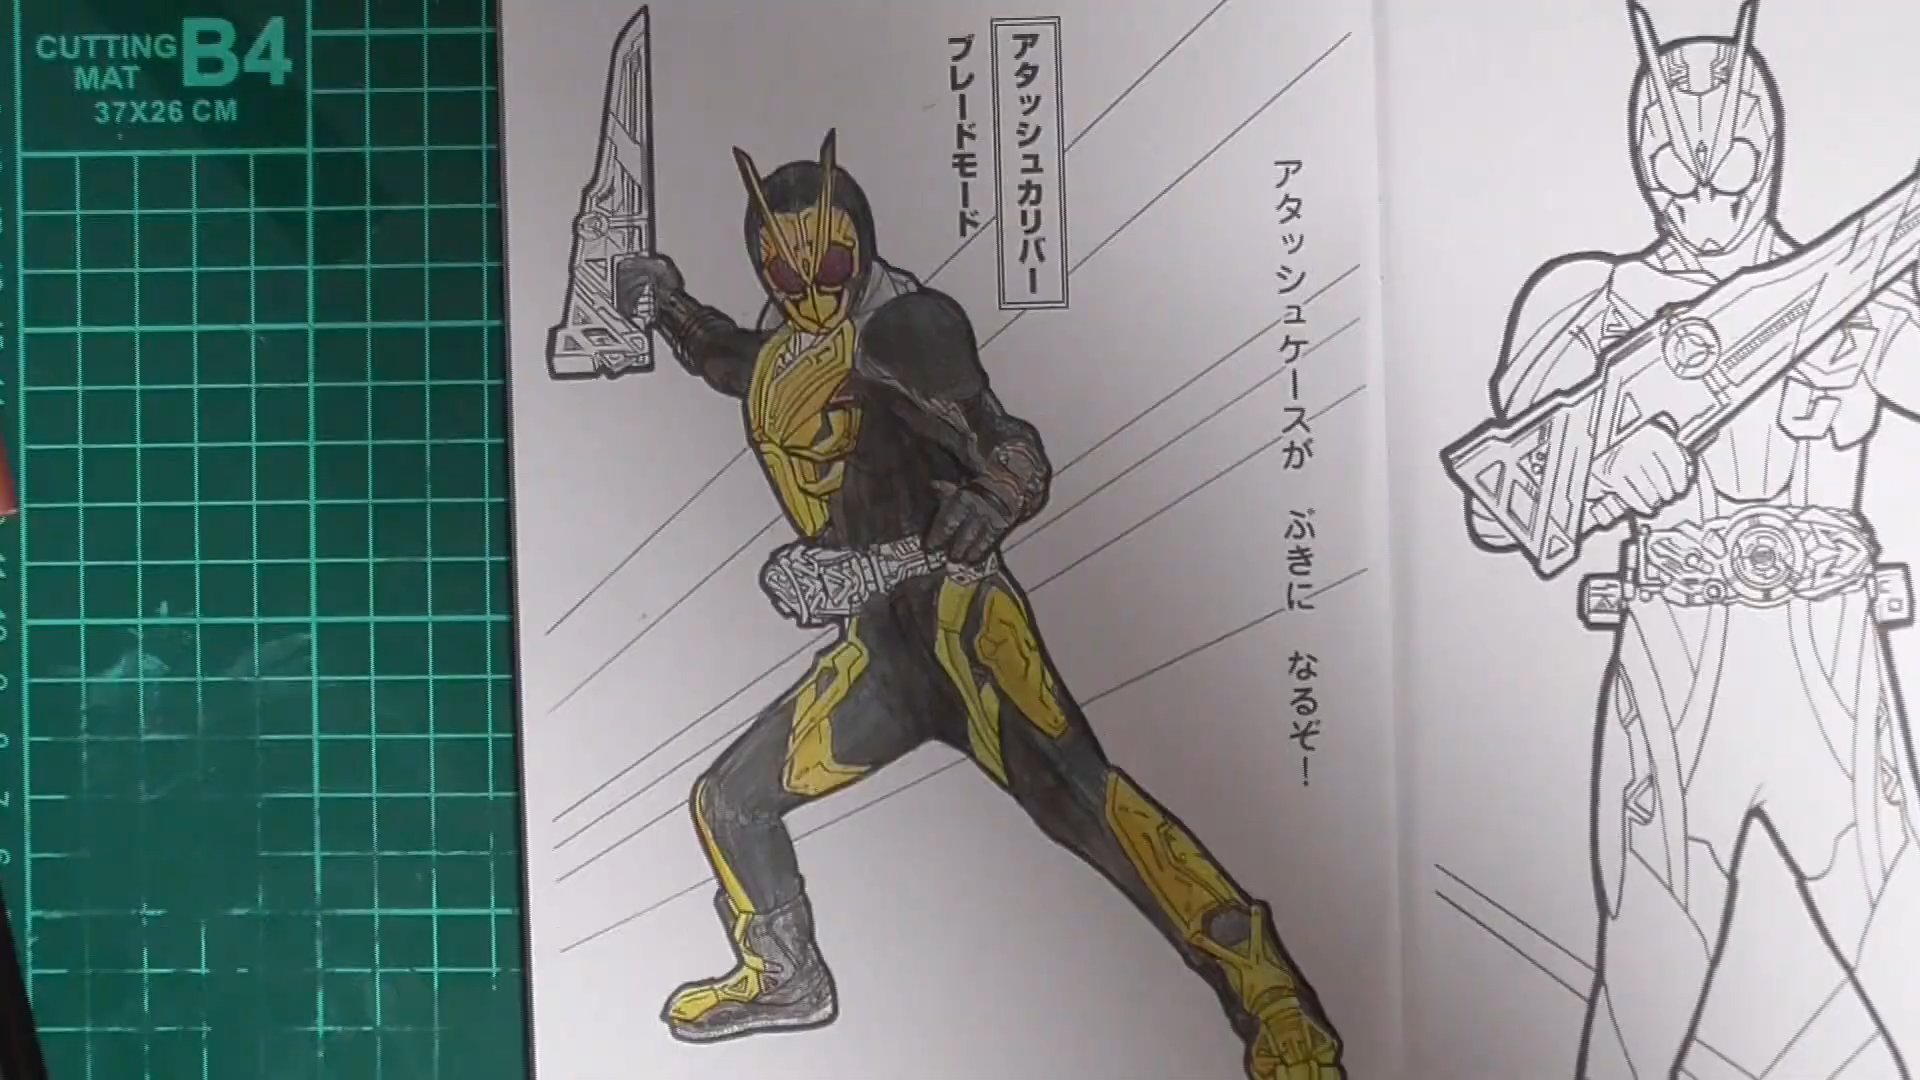 CUTTING
MAT
B4
37X26 CM
アタッシュカリバー
ブレードモード
アタッシュケースが ぶきに なるぞ!